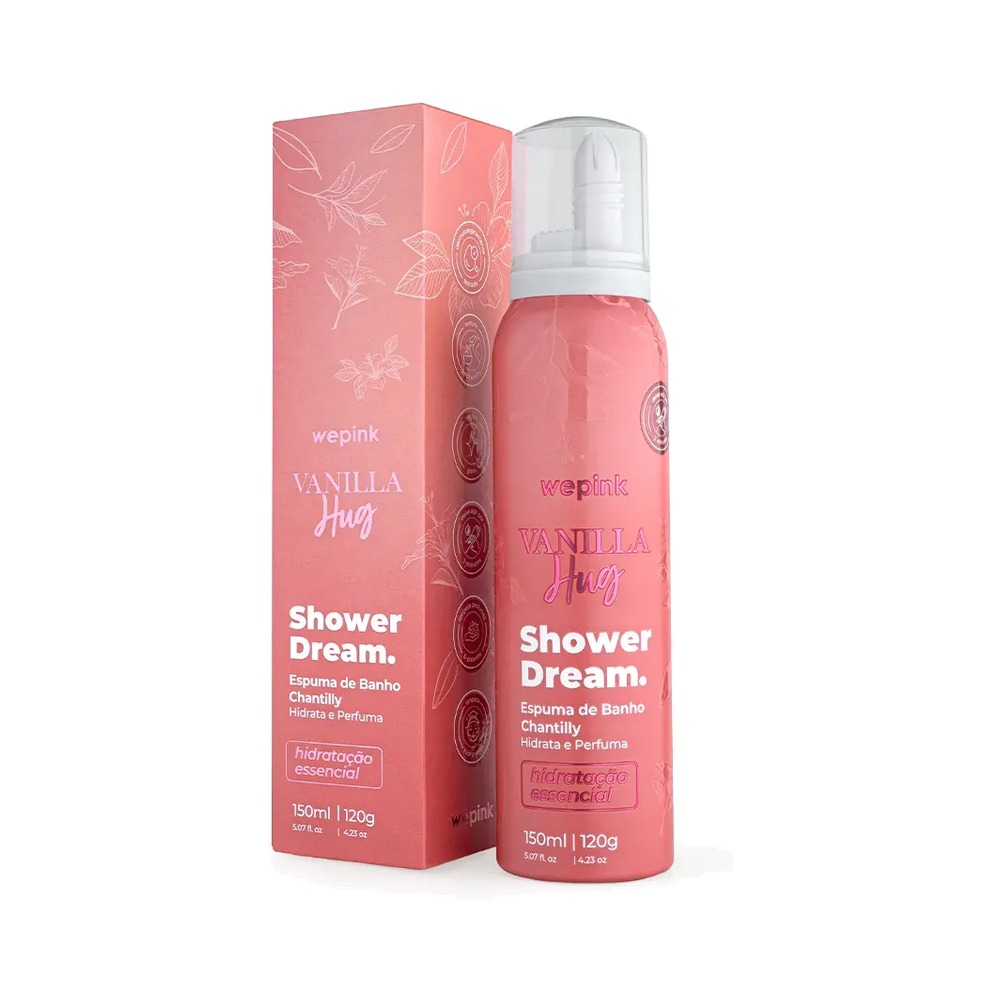 wepink
VANILLA
Hug
Shower
Dream.
Espuma de Banho
Chantilly
Hidrata e Perfuma
hidratação
essencial
150ml | 120g
5.07 fl. oz | 4.23 oz
wepink
wepink
VANILLA
Hug
Shower
Dream.
Espuma de Banho
Chantilly
Hidrata e Perfuma
hidratação
essencial
150ml | 120g
5.07 fl. oz | 4.23 oz